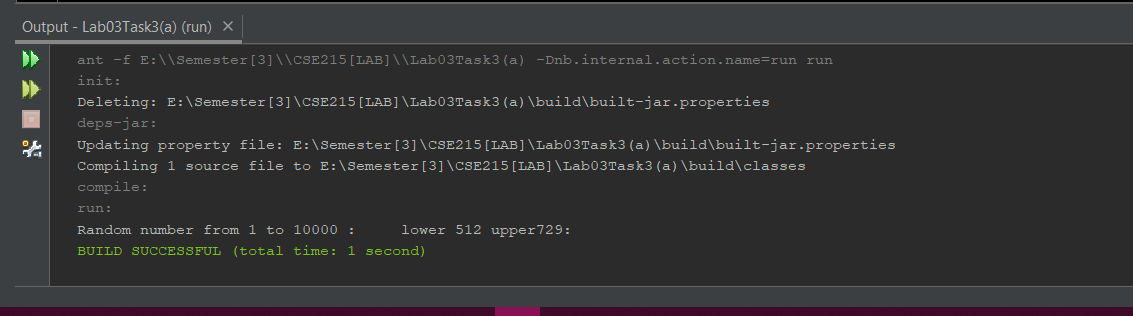 Output - Lab03Task3(a) (run) ×
ant -f E:\\Semester[3]\\CSE215[LAB]\\Lab03Task3(a) -Dnb.internal.action.name=run run
init:
Deleting: E:\Semester[3]\CSE215[LAB]\Lab03Task3(a)\build\built-jar.properties
deps-jar:
Updating property file: E:\Semester[3]\CSE215[LAB]\Lab03Task3(a)\build\built-jar.properties
Compiling 1 source file to E:\Semester[3]\CSE215[LAB]\Lab03Task3(a)\build\classes
compile:
run:
Random number from 1 to 10000 :     lower 512 upper729:
BUILD SUCCESSFUL (total time: 1 second)